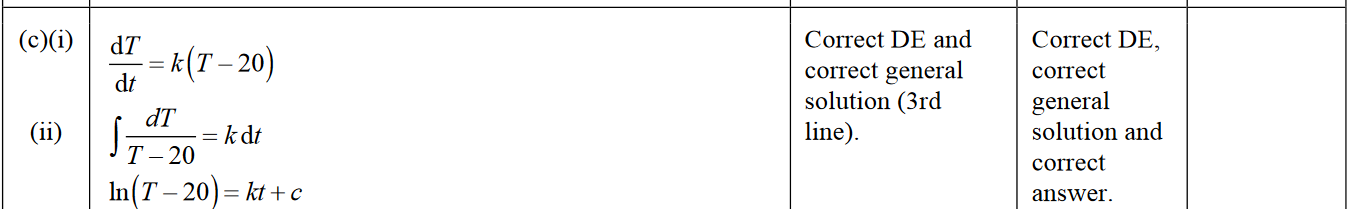 (c)(i) dT/dt = k(T – 20)
(ii) ∫ dT/(T – 20) = k dt
ln(T – 20) = kt + c
Correct DE and
correct general
solution (3rd
line).
Correct DE,
correct
general
solution and
correct
answer.